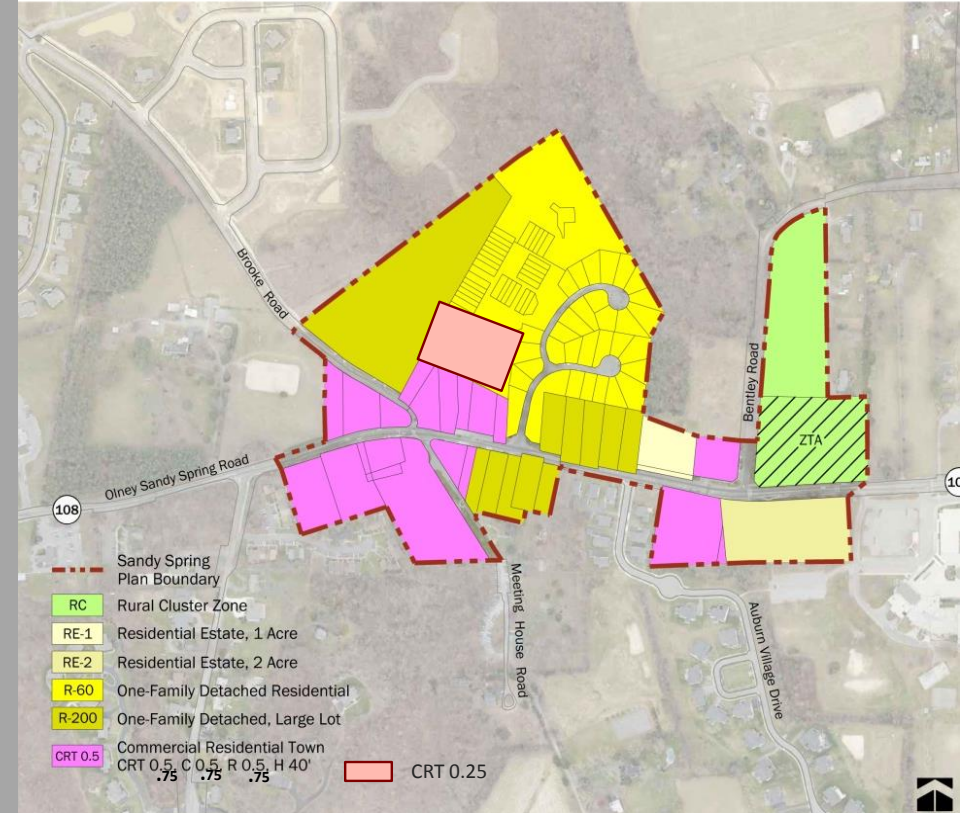 Brooke Road
Bentley Road
ZTA
Olney Sandy Spring Road
108
10
Sandy Spring
Plan Boundary
RC Rural Cluster Zone
RE-1 Residential Estate, 1 Acre
RE-2 Residential Estate, 2 Acre
R-60 One-Family Detached Residential
R-200 One-Family Detached, Large Lot
CRT 0.5 Commercial Residential Town
CRT 0.5, C 0.5, R 0.5, H 40'
.75 .75 .75
CRT 0.25
Meeting House Road
Auburn Village Drive